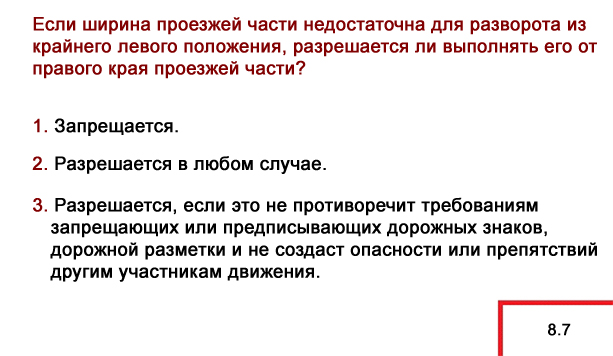 Если ширина проезжей части недостаточна для разворота из
крайнего левого положения, разрешается ли выполнять его от
правого края проезжей части?
1. Запрещается.
2. Разрешается в любом случае.
3. Разрешается, если это не противоречит требованиям
запрещающих или предписывающих дорожных знаков,
дорожной разметки и не создаст опасности или препятствий
другим участникам движения.
8.7